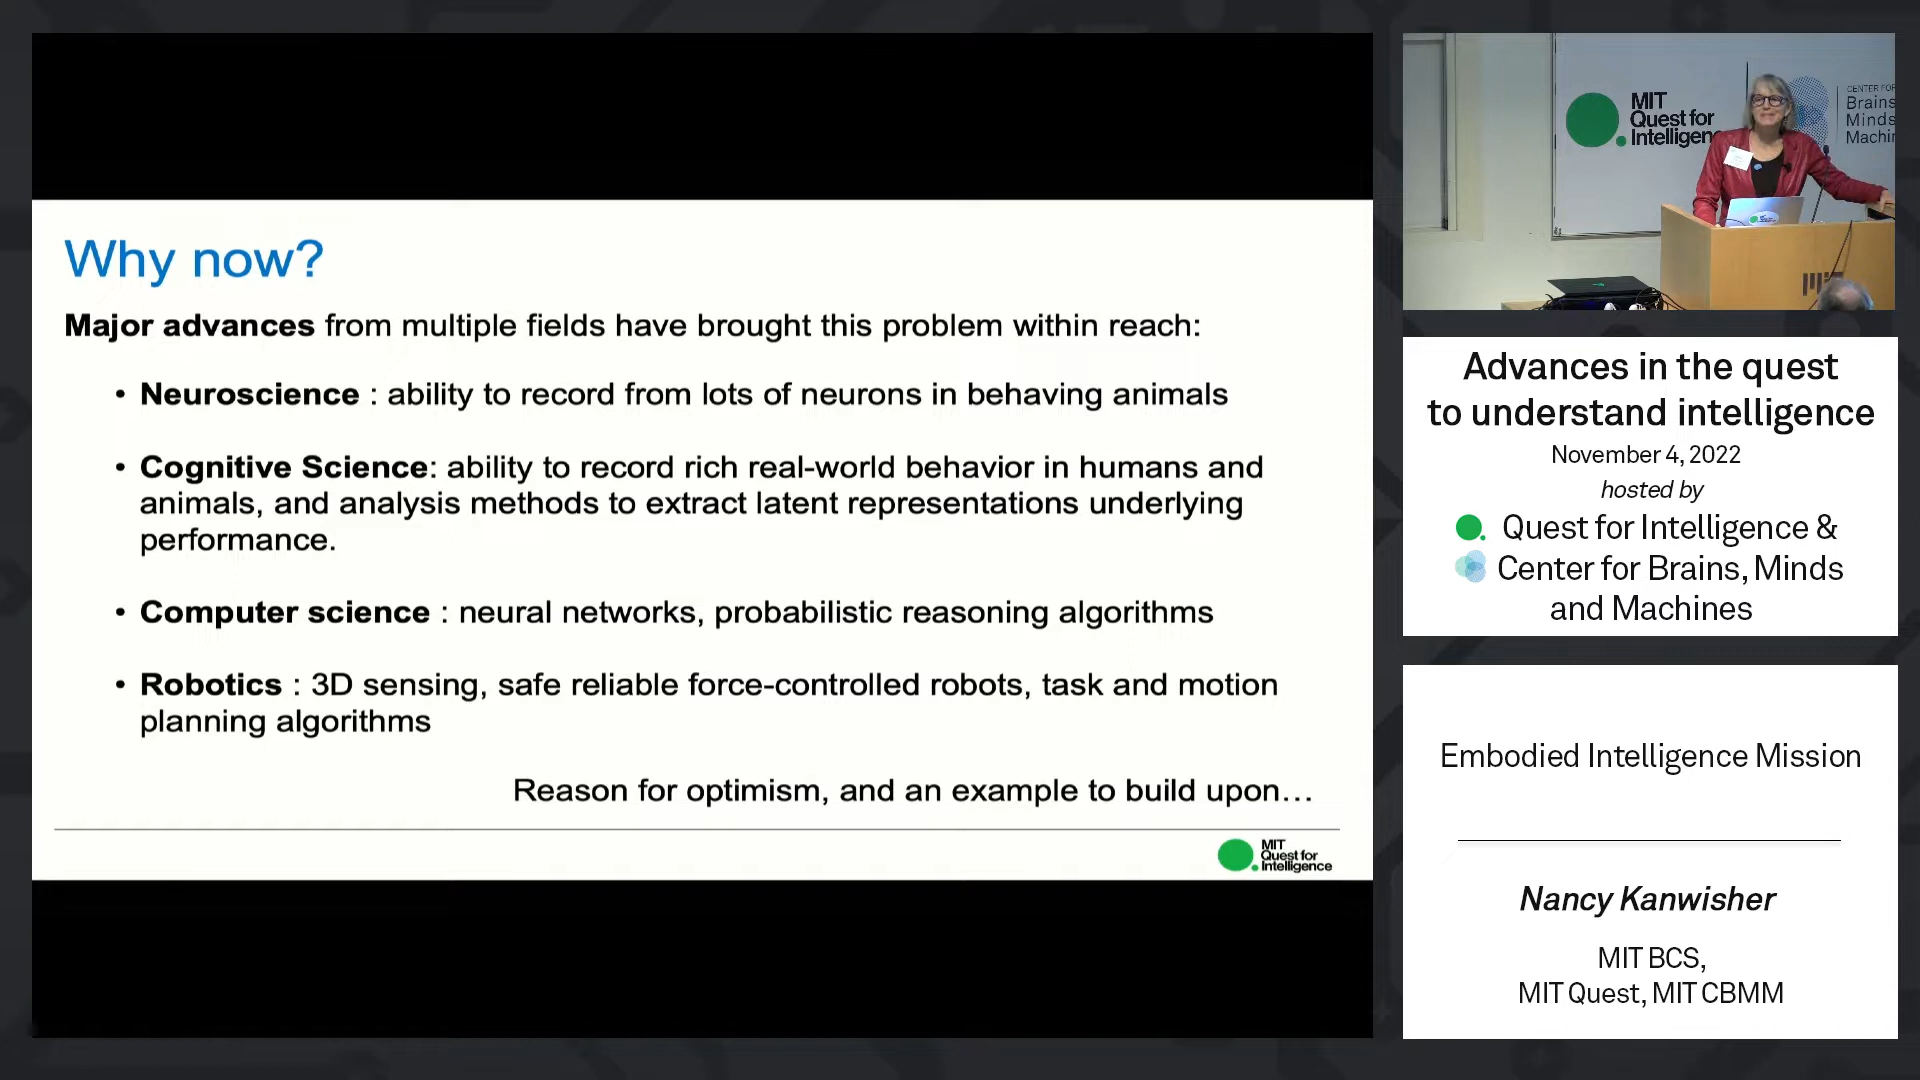 Why now?
Major advances from multiple fields have brought this problem within reach:
• Neuroscience : ability to record from lots of neurons in behaving animals
• Cognitive Science: ability to record rich real-world behavior in humans and
animals, and analysis methods to extract latent representations underlying
performance.
• Computer science : neural networks, probabilistic reasoning algorithms
• Robotics : 3D sensing, safe reliable force-controlled robots, task and motion
planning algorithms
Reason for optimism, and an example to build upon…
MIT
Quest for
Intelligence
MIT
Quest for
Intelligenc
CENTER FOR
Brains
Minds
Machin
MIT
Advances in the quest
to understand intelligence
November 4, 2022
hosted by
Quest for Intelligence &
Center for Brains, Minds
and Machines
Embodied Intelligence Mission
Nancy Kanwisher
MIT BCS,
MIT Quest, MIT CBMM